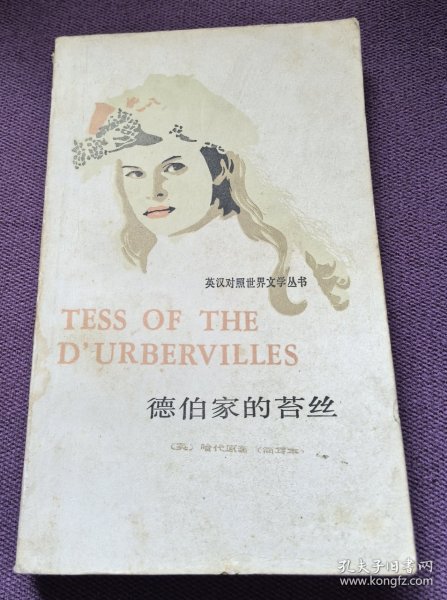 英汉对照世界文学丛书
TESS OF THE
D'URBERVILLES
德伯家的苔丝
（英）哈代原著（简写本）
孔夫子旧书网
www.kongfz.com